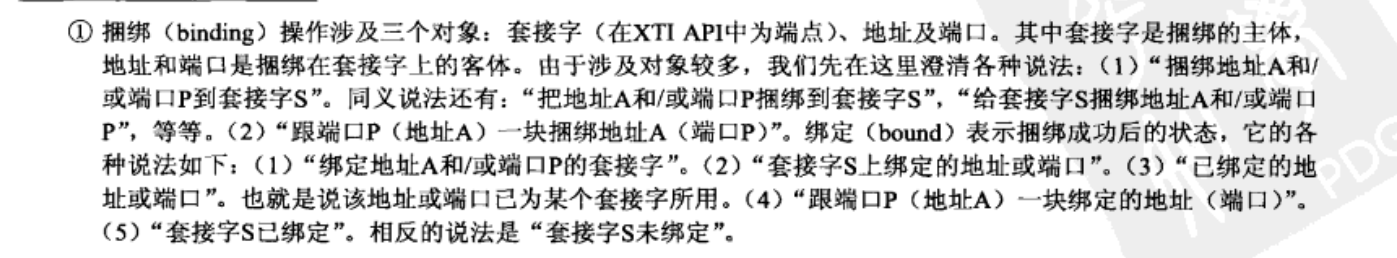 ① 捆绑（binding）操作涉及三个对象：套接字（在XTI API中为端点）、地址及端口。其中套接字是捆绑的主体，
地址和端口是捆绑在套接字上的客体。由于涉及对象较多，我们先在这里澄清各种说法：（1）“捆绑地址A和/
或端口P到套接字S”。同义说法还有：“把地址A和/或端口P捆绑到套接字S”，“给套接字S捆绑地址A和/或端口
P”，等等。（2）“跟端口P（地址A）一块捆绑地址A（端口P）”。绑定（bound）表示捆绑成功后的状态，它的各
种说法如下：（1）“绑定地址A和/或端口P的套接字”。（2）“套接字S上绑定的地址或端口”。（3）“已绑定的地
址或端口”。也就是说该地址或端口已为某个套接字所用。（4）“跟端口P（地址A）一块绑定的地址（端口）”。
（5）“套接字S已绑定”。相反的说法是“套接字S未绑定”。
PDG